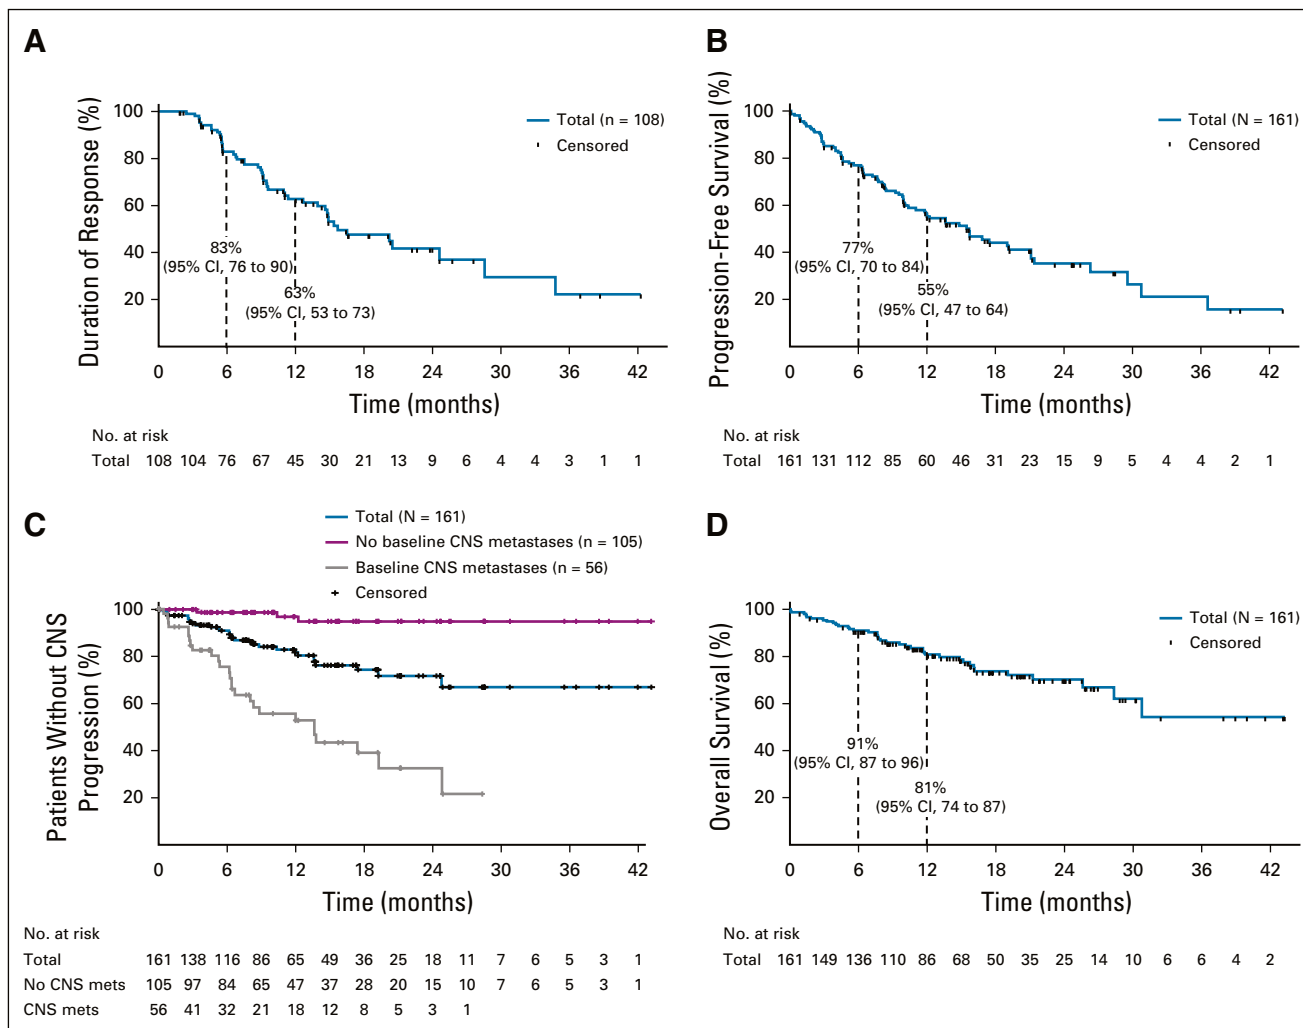 A
Duration of Response (%)
100
80
60
40
20
Total (n = 108)
Censored
83%
(95% CI, 76 to 90)
63%
(95% CI, 53 to 73)
0 6 12 18 24 30 36 42
Time (months)
No. at risk
Total 108 104 76 67 45 30 21 13 9 6 4 4 3 1 1
B
Progression-Free Survival (%)
100
80
60
40
20
Total (N = 161)
Censored
77%
(95% CI, 70 to 84)
55%
(95% CI, 47 to 64)
0 6 12 18 24 30 36 42
Time (months)
No. at risk
Total 161 131 112 85 60 46 31 23 15 9 5 4 4 2 1
C
Total (N = 161)
No baseline CNS metastases (n = 105)
Baseline CNS metastases (n = 56)
Censored
Patients Without CNS
Progression (%)
100
80
60
40
20
0 6 12 18 24 30 36 42
Time (months)
No. at risk
Total 161 138 116 86 65 49 36 25 18 11 7 6 5 3 1
No CNS mets 105 97 84 65 47 37 28 20 15 10 7 6 5 3 1
CNS mets 56 41 32 21 18 12 8 5 3 1
D
Overall Survival (%)
100
80
60
40
20
Total (N = 161)
Censored
91%
(95% CI, 87 to 96)
81%
(95% CI, 74 to 87)
0 6 12 18 24 30 36 42
Time (months)
No. at risk
Total 161 149 136 110 86 68 50 35 25 14 10 6 6 4 2